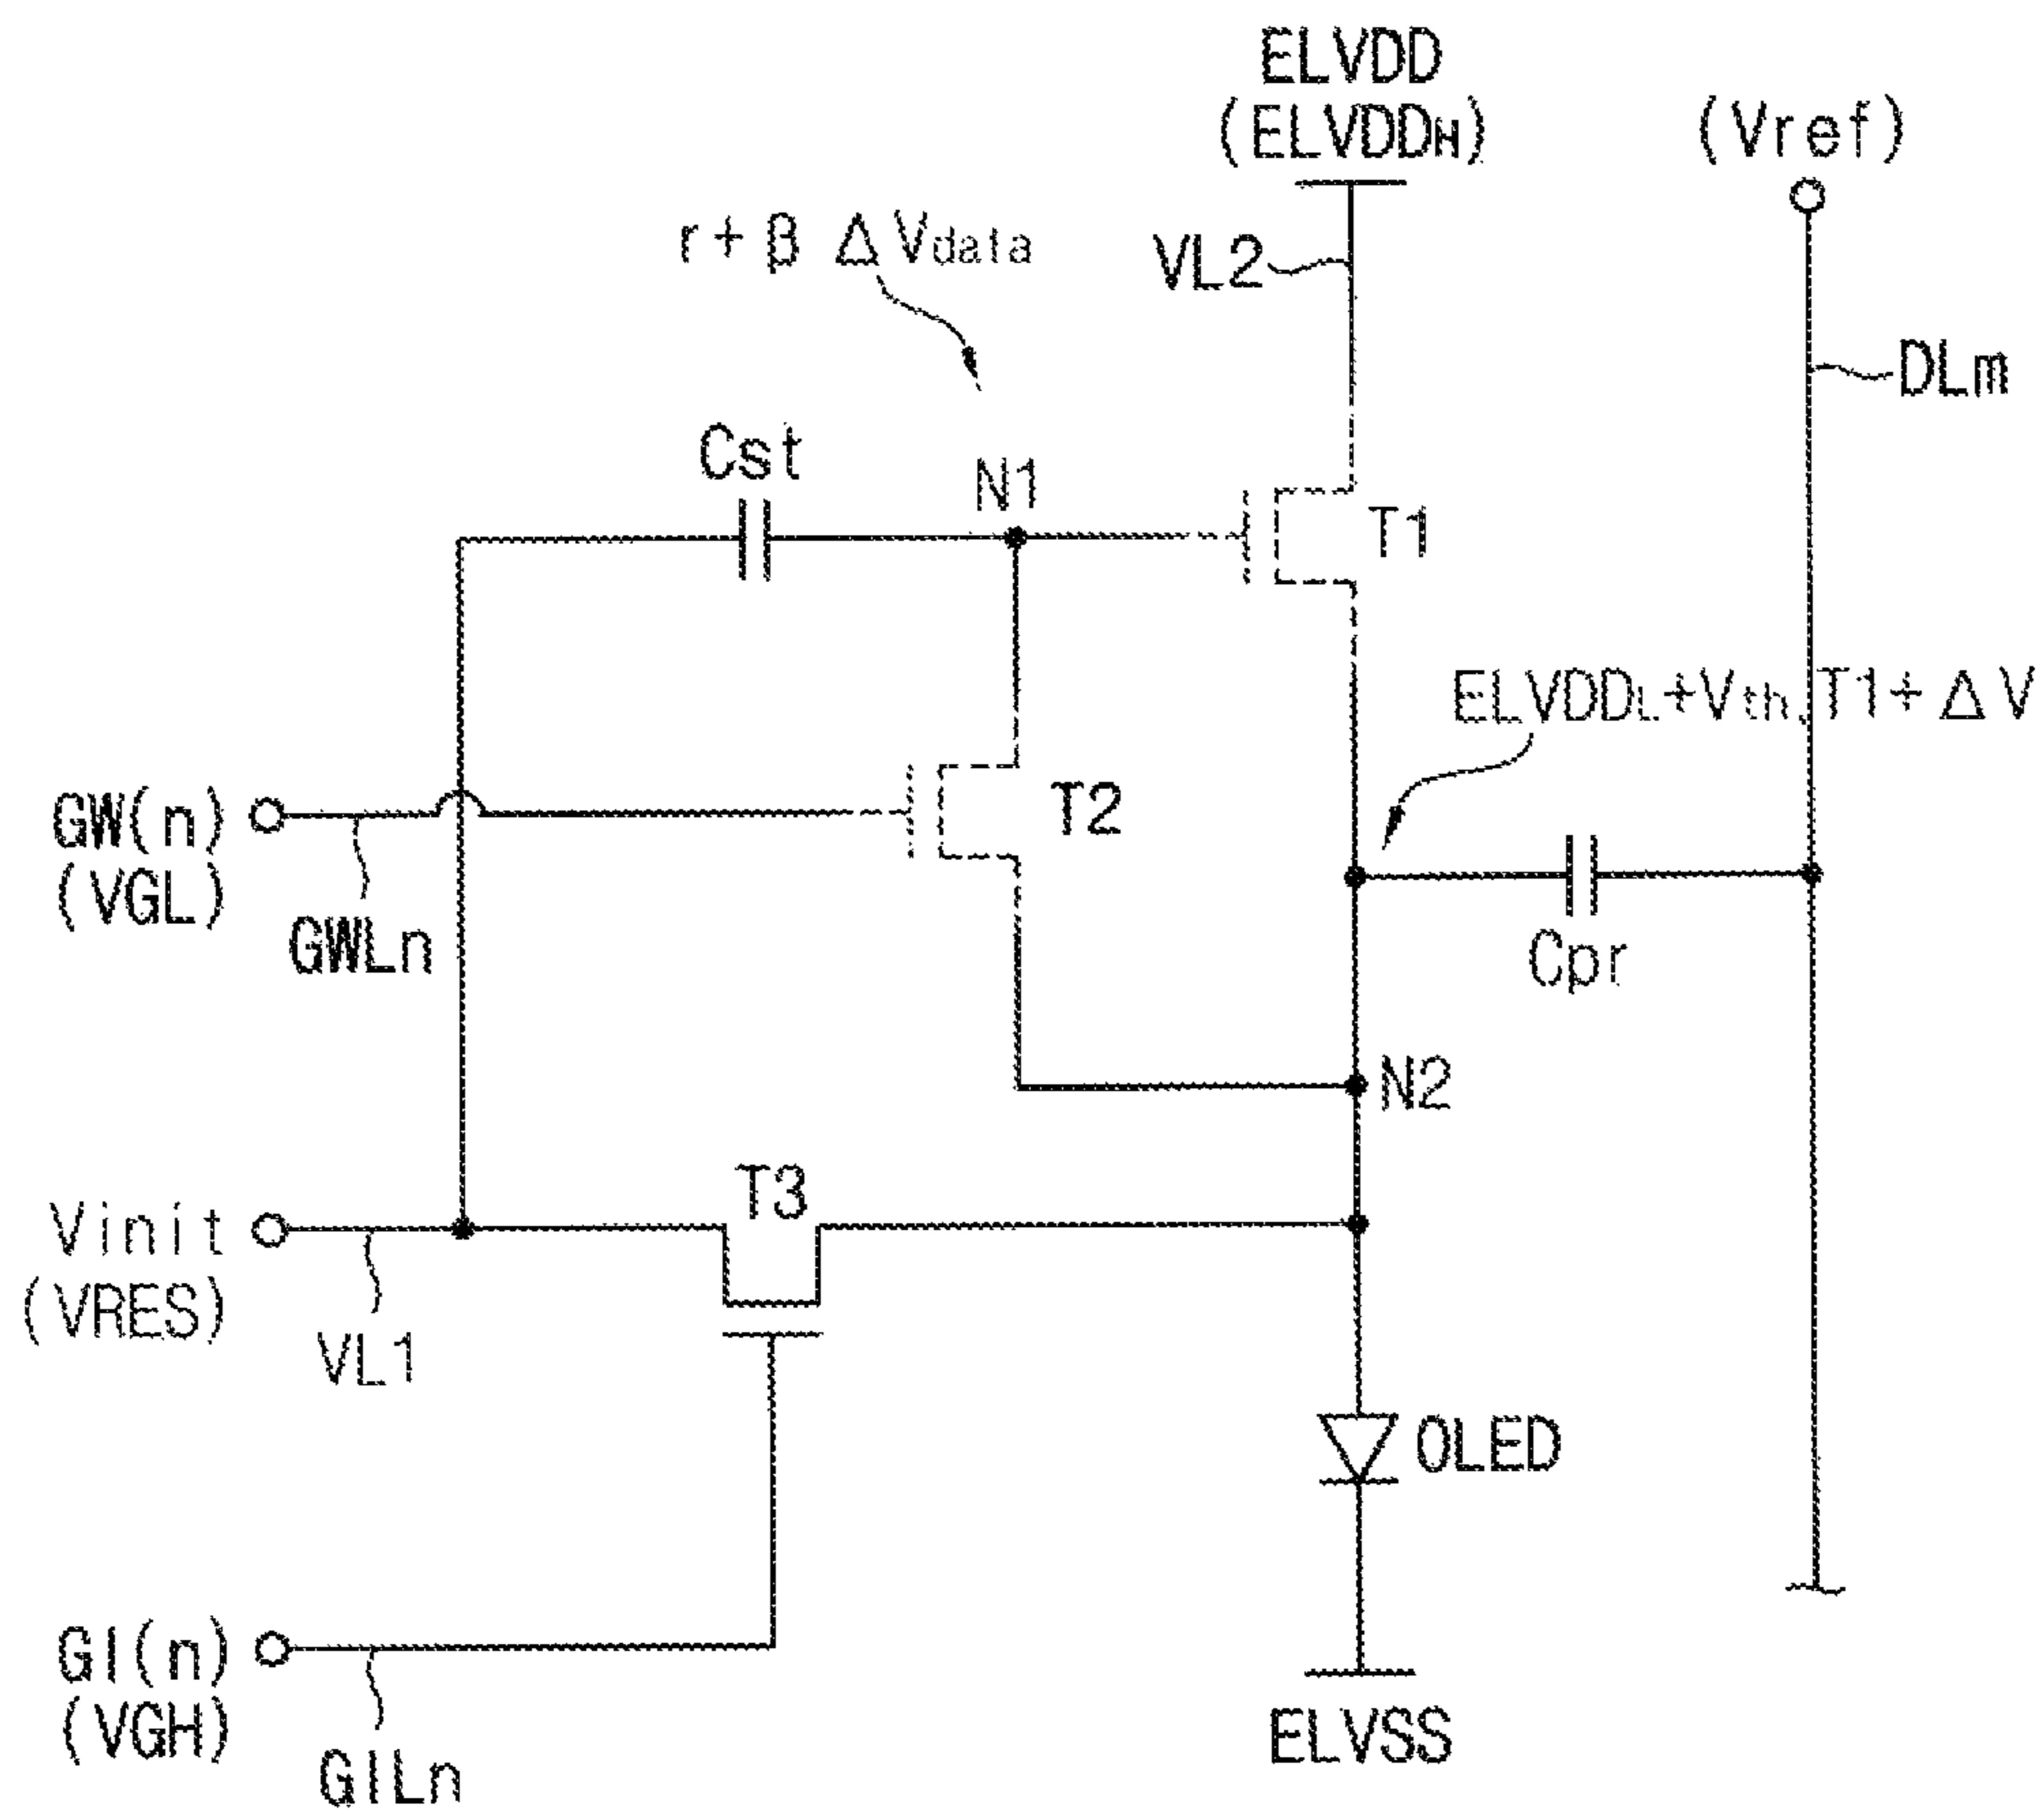 ELVDD
(ELVDDH)
(Vref)
r+β ΔVdata
VL2
DLm
Cst
N1
T1
ELVDDL+Vth,T1+ΔV
GW(n)
(VGL)
GWLn
T2
Cpr
N2
T3
Vinit
(VRES)
VL1
OLED
GI(n)
(VGH)
GILn
ELVSS